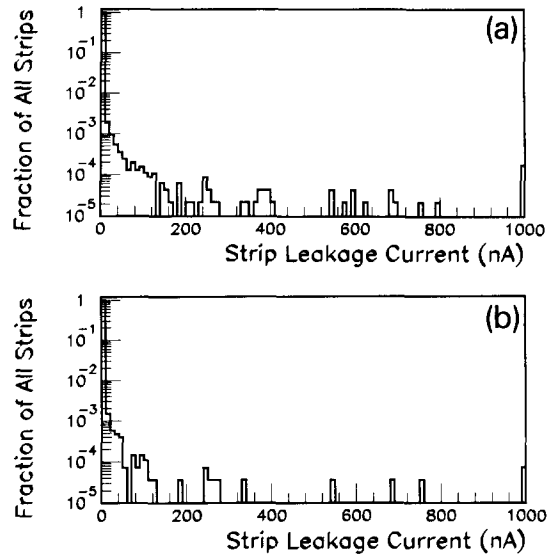 (a)
Fraction of All Strips
1
10⁻¹
10⁻²
10⁻³
10⁻⁴
10⁻⁵
0 200 400 600 800 1000
Strip Leakage Current (nA)
(b)
Fraction of All Strips
1
10⁻¹
10⁻²
10⁻³
10⁻⁴
10⁻⁵
0 200 400 600 800 1000
Strip Leakage Current (nA)